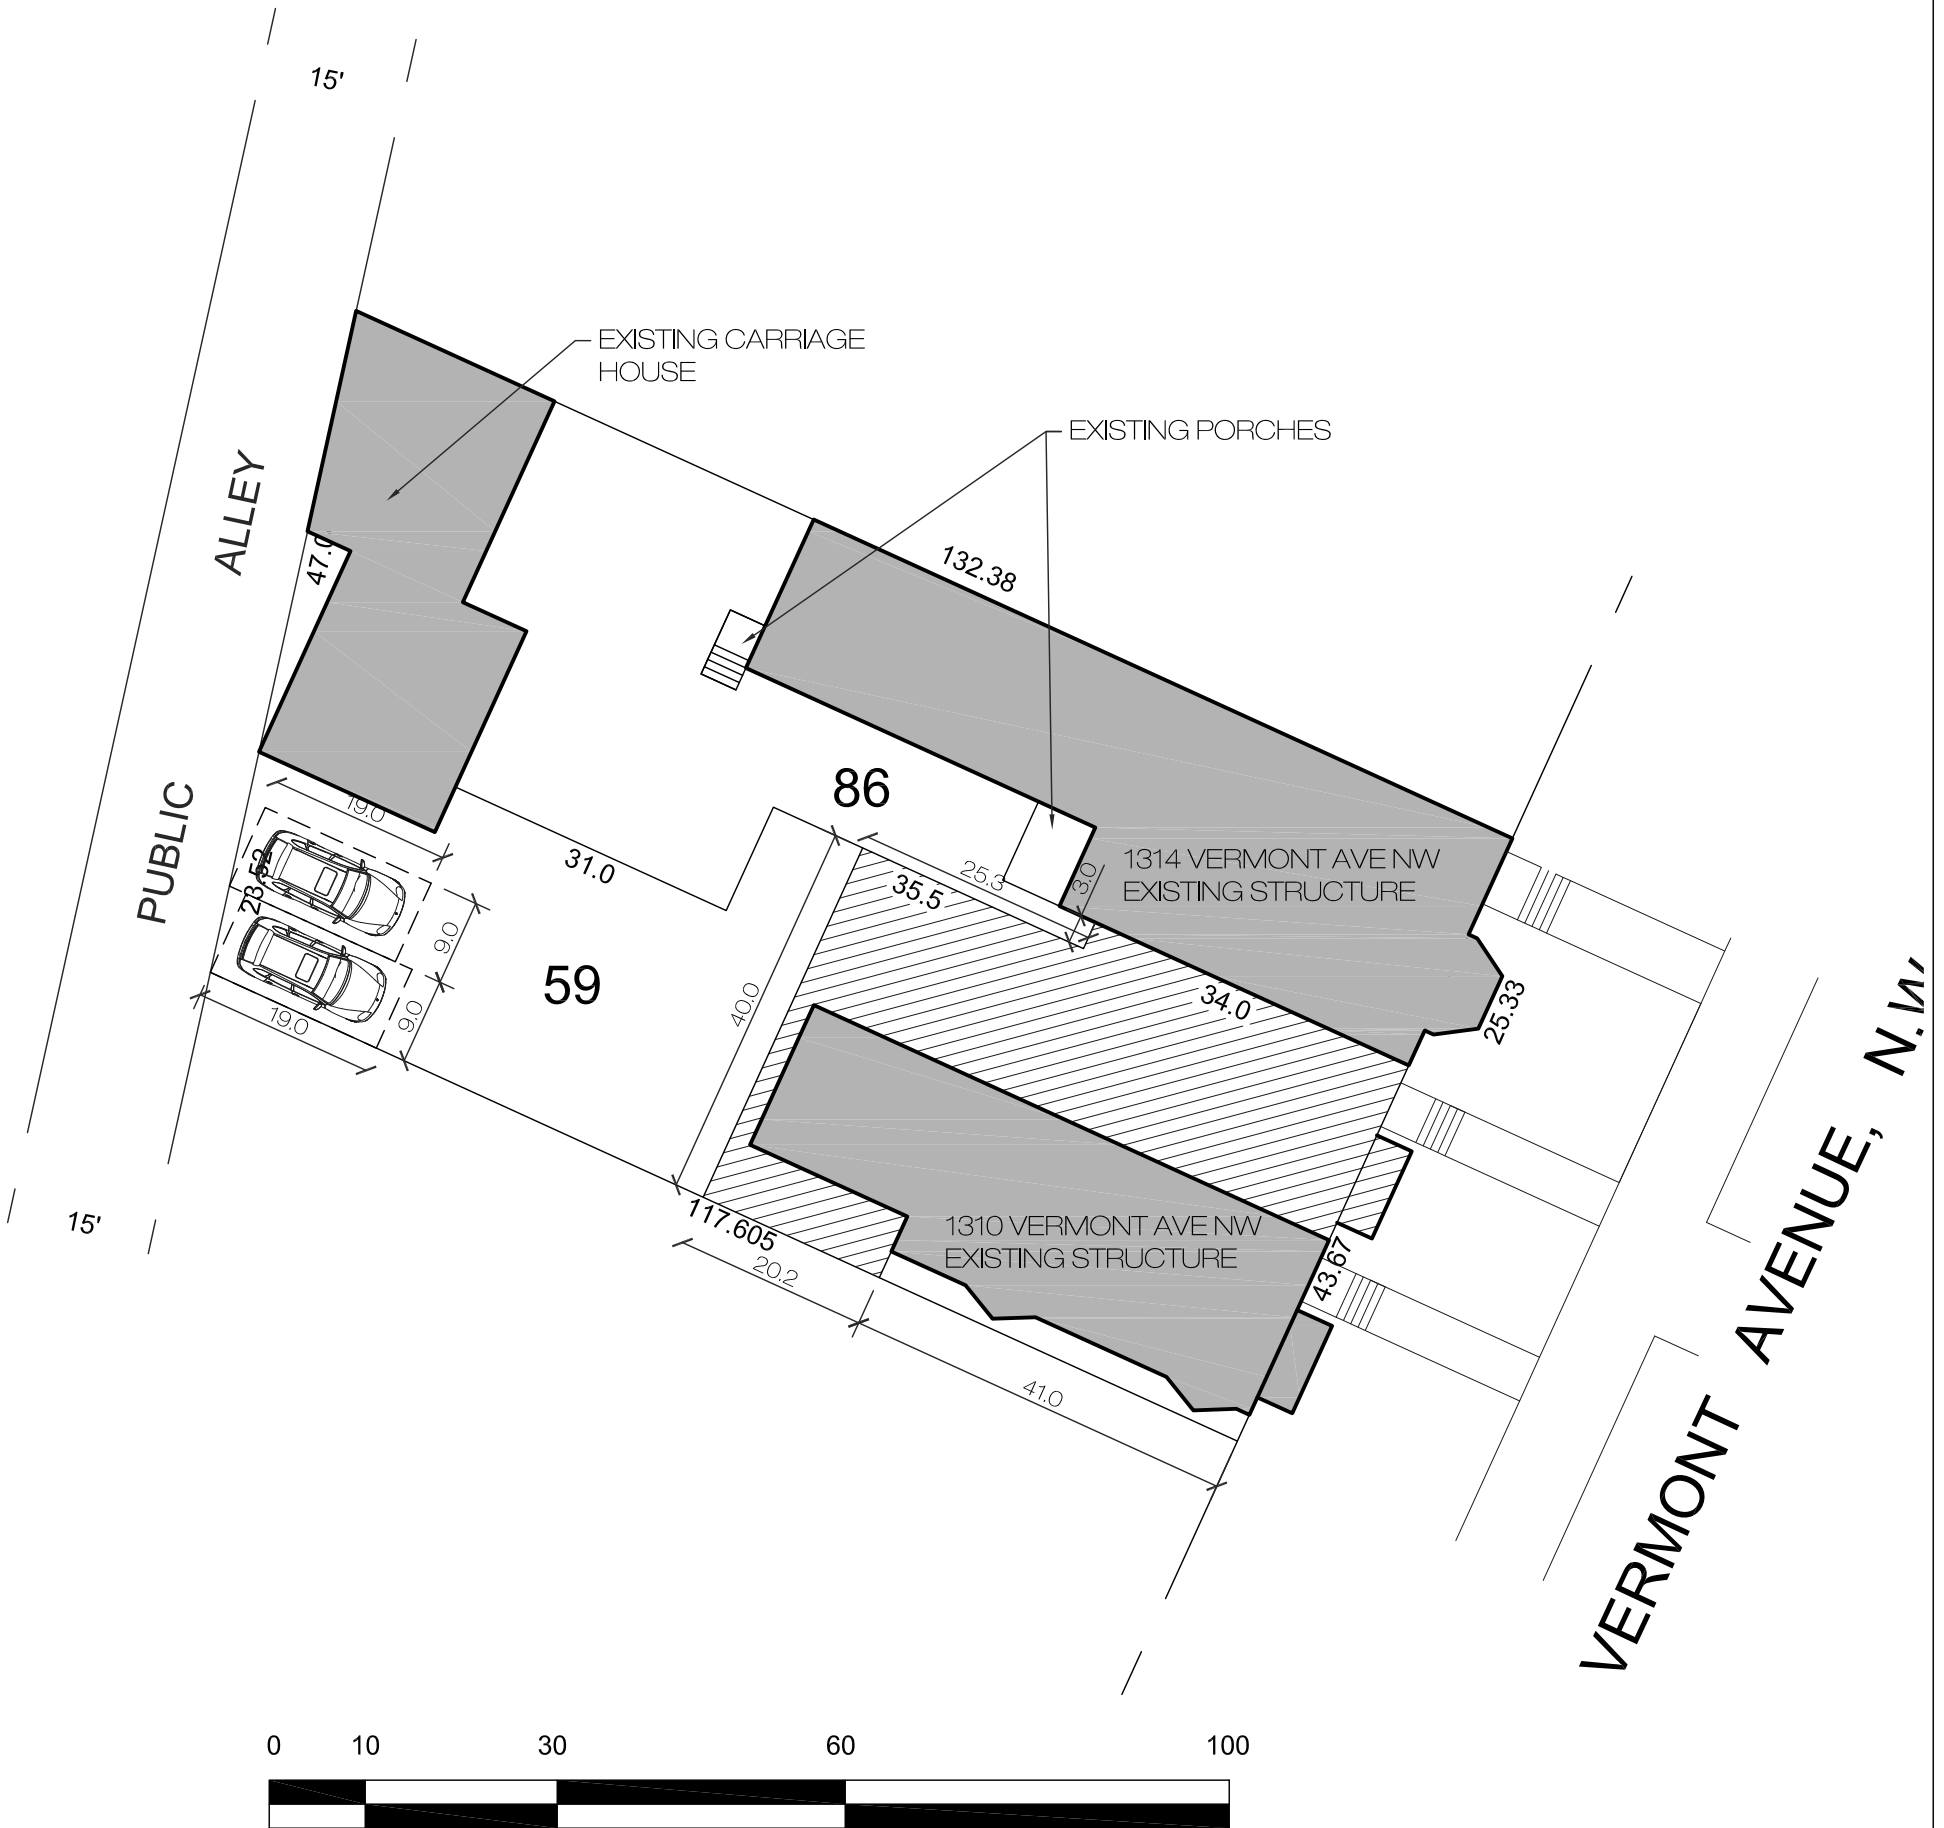 15'
EXISTING CARRIAGE
HOUSE
EXISTING PORCHES
ALLEY
132.38
PUBLIC
19.0
86
31.0
35.5
25.3
3.0
1314 VERMONT AVE NW
EXISTING STRUCTURE
23.52
9.0
59
9.0
19.0
40.0
34.0
25.33
15'
117.605
20.2
1310 VERMONT AVE NW
EXISTING STRUCTURE
43.67
41.0
VERMONT AVENUE, N.W
0 10 30 60 100